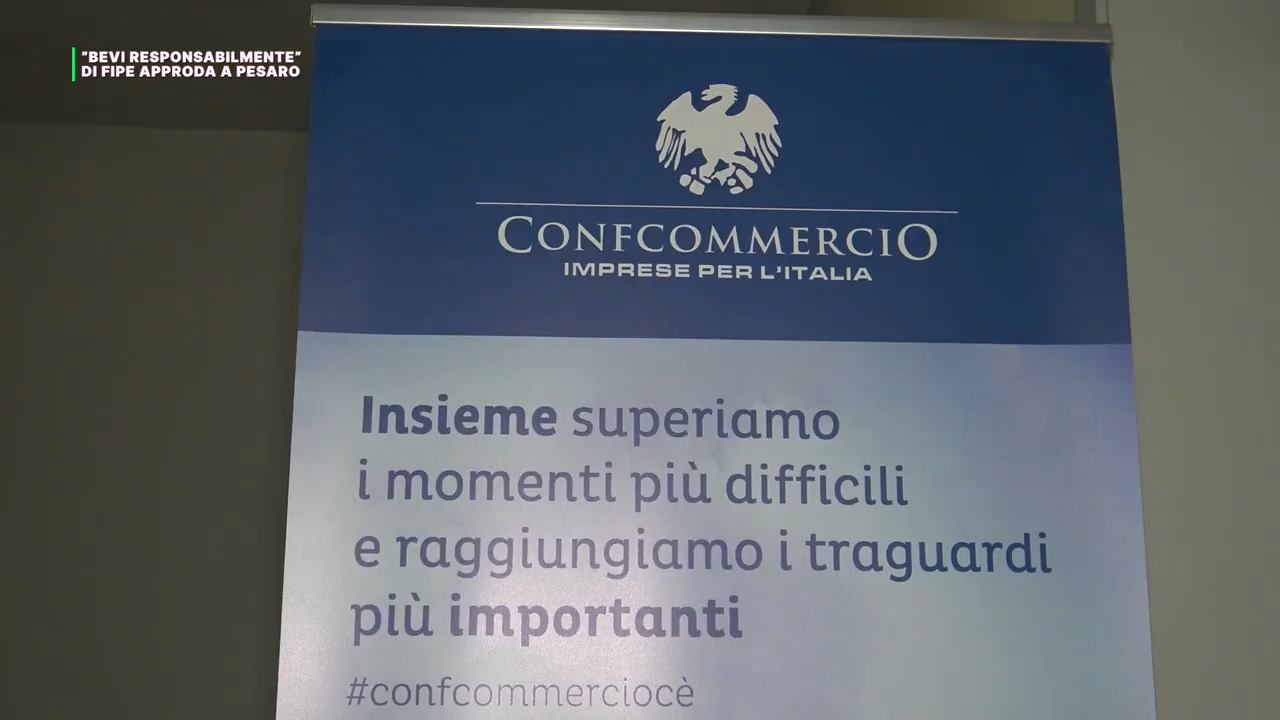 "BEVI RESPONSABILMENTE"
DI FIPE APPRODA A PESARO
CONFCOMMERCIO
IMPRESE PER L'ITALIA
Insieme superiamo
i momenti più difficili
e raggiungiamo i traguardi
più importanti
#confcommerciocè